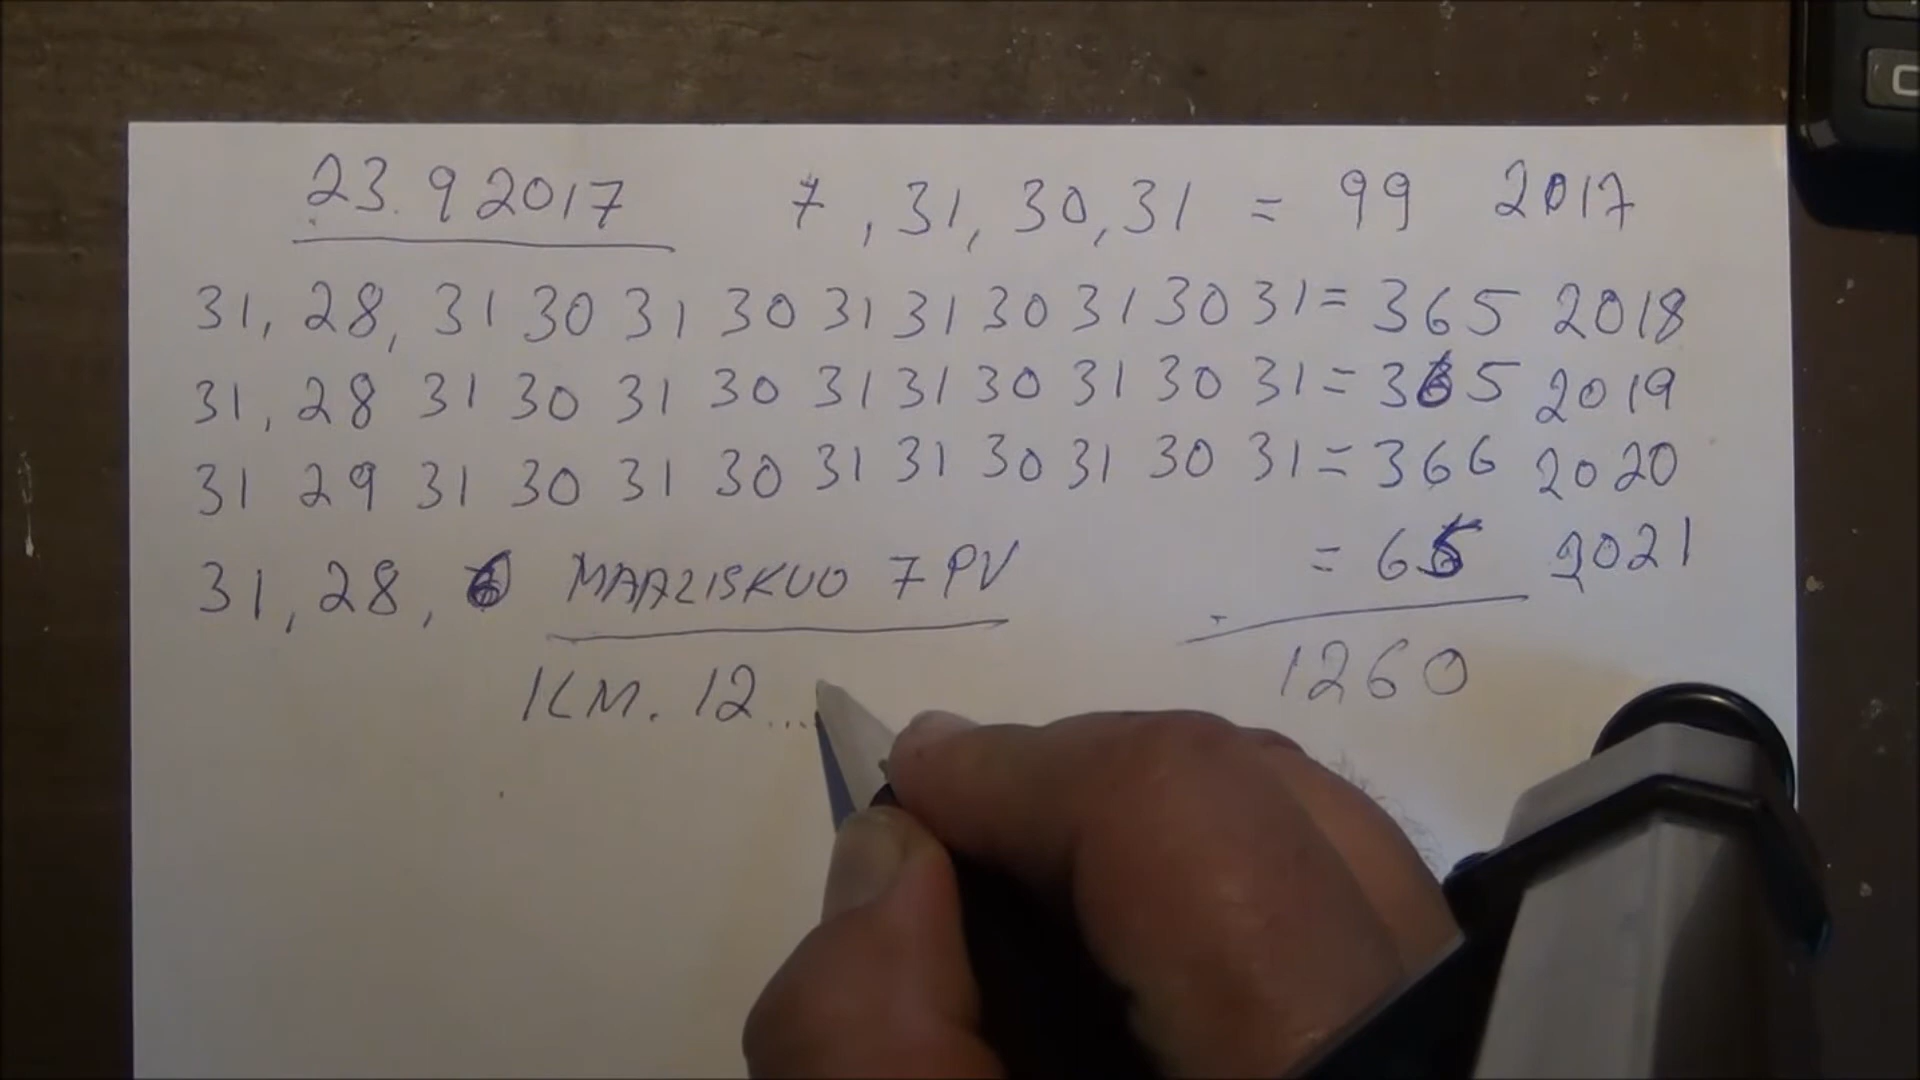 23.9 2017 7, 31, 30, 31 = 99 2017
31, 28, 31 30 31 30 31 31 30 31 30 31 = 365 2018
31, 28 31 30 31 30 31 31 30 31 30 31 = 365 2019
31 29 31 30 31 30 31 31 30 31 30 31 = 366 2020
31, 28, 6 MAAZISKUO 7 PV = 66 2021
1260
1KM. 12....
C